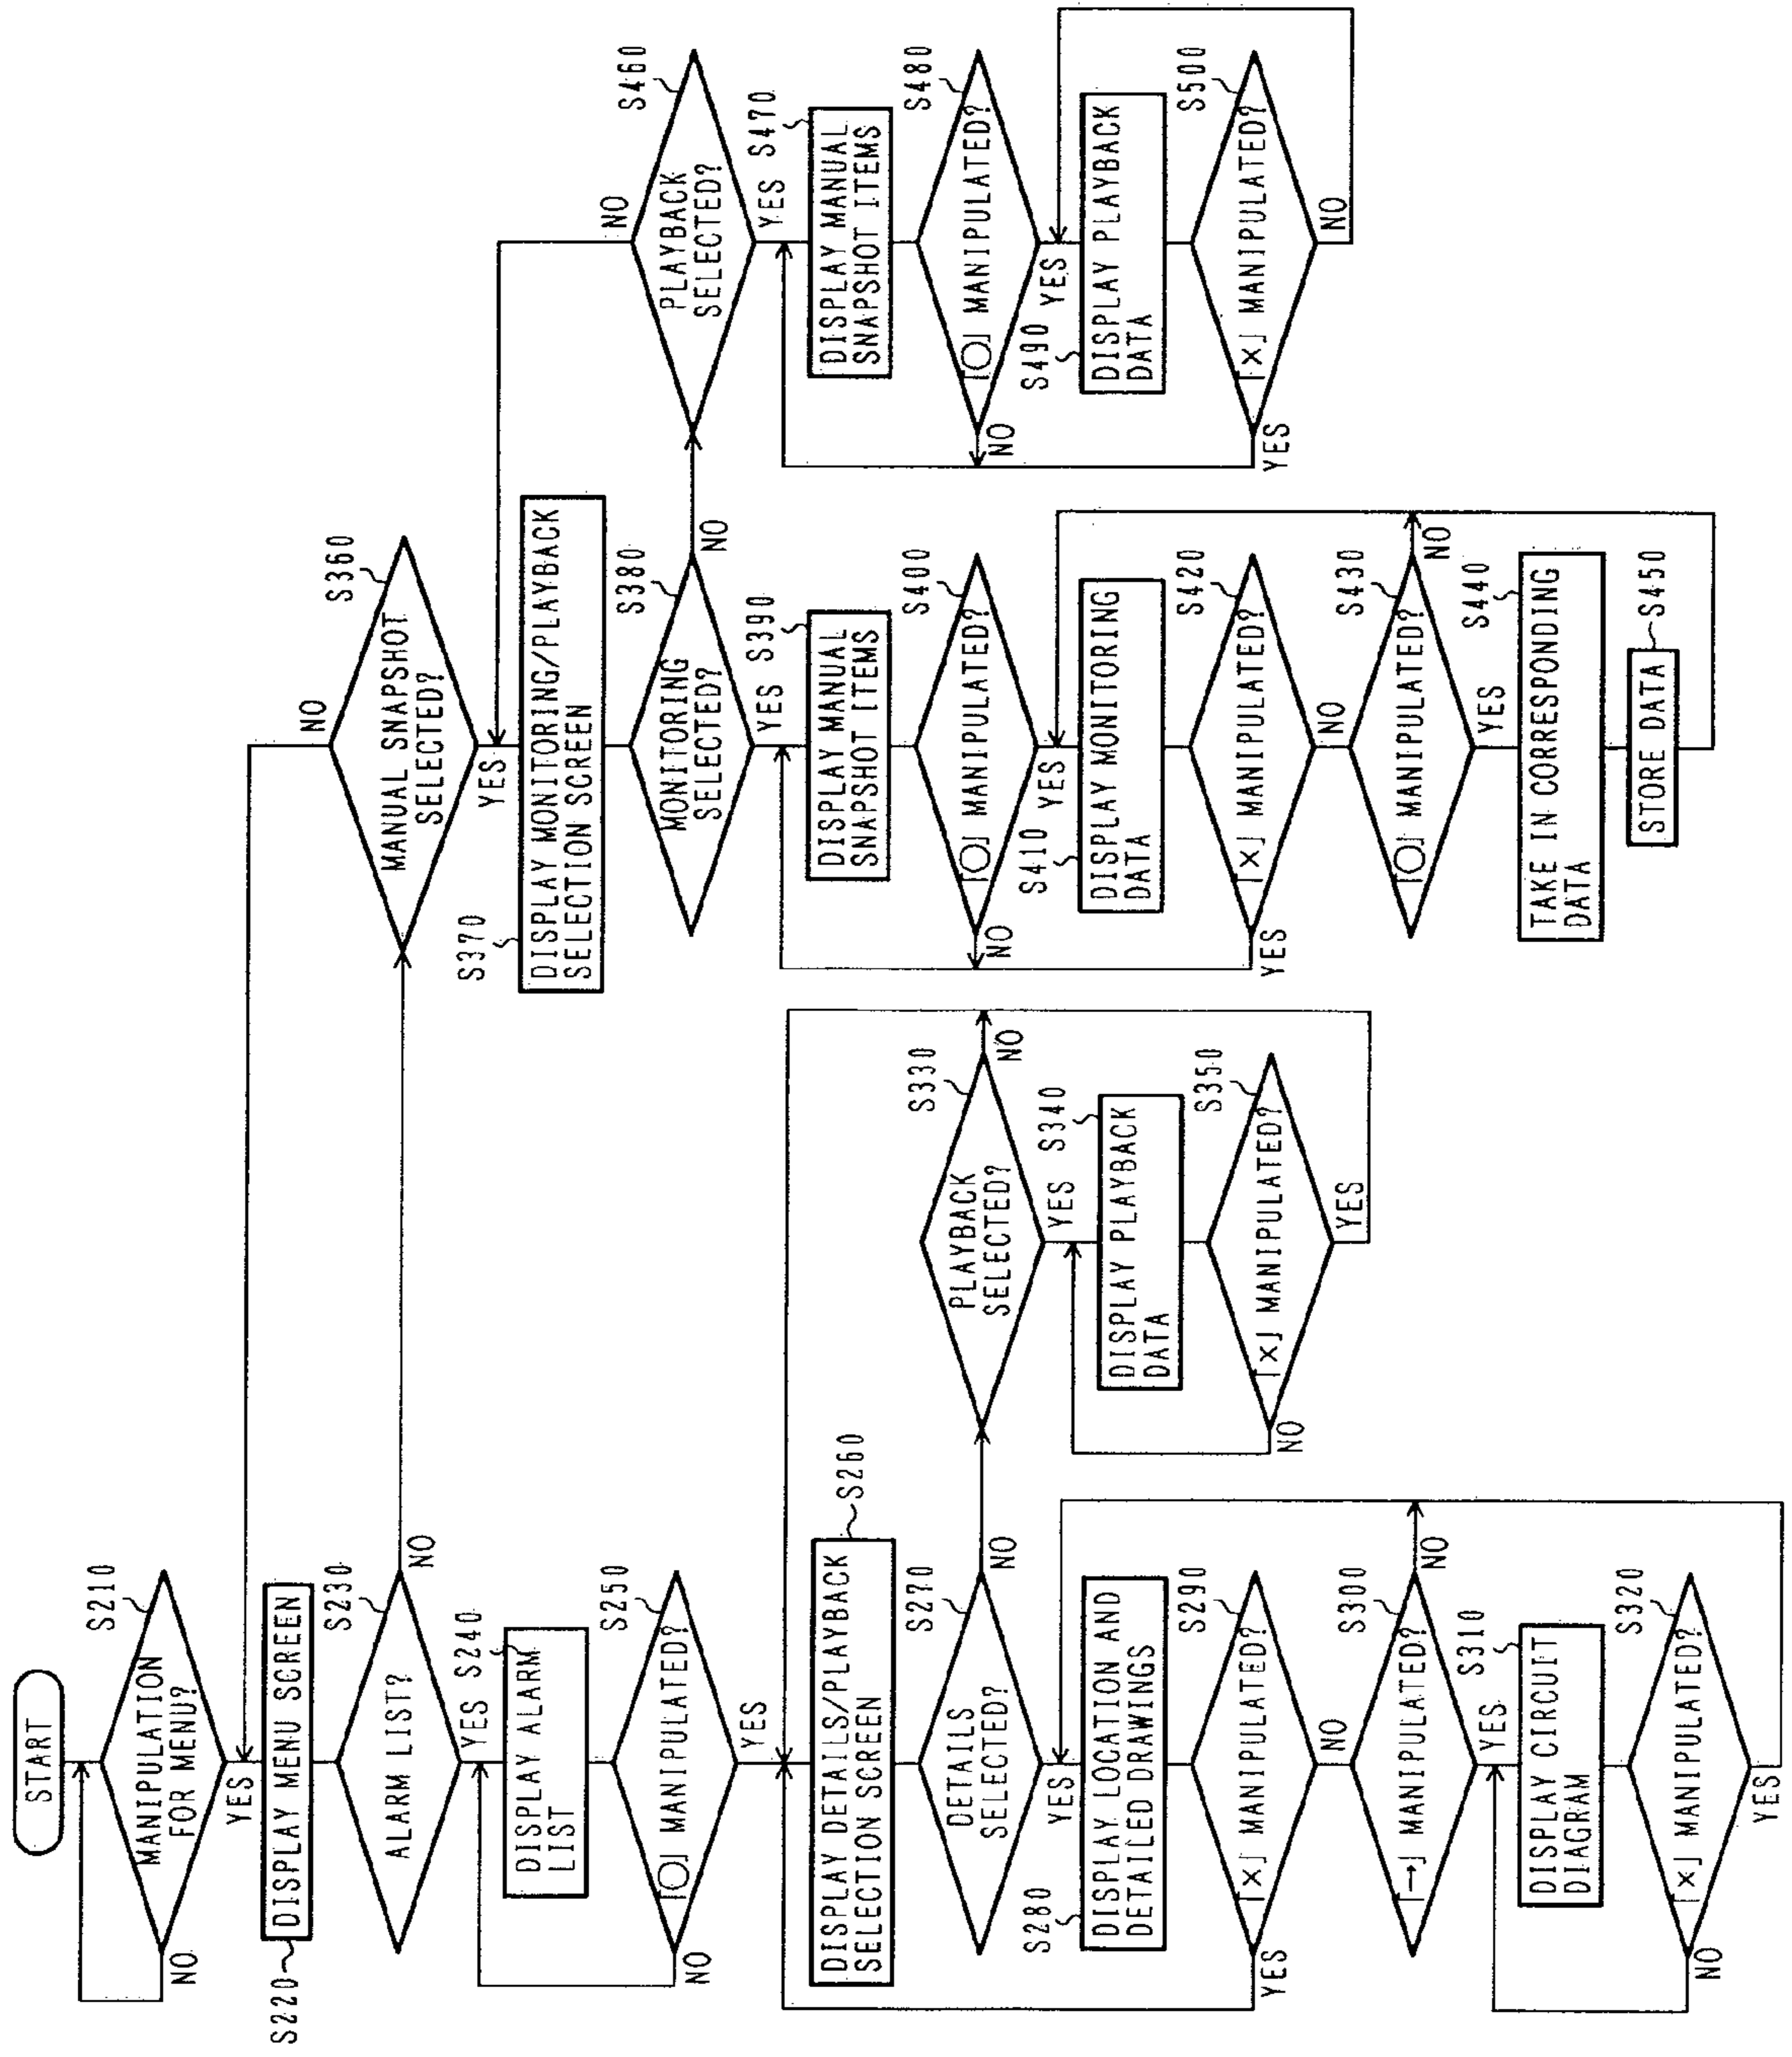 START
S210
MANIPULATION
FOR MENU?
NO
YES
S220
DISPLAY MENU SCREEN
S230
ALARM LIST?
NO
YES
S240
DISPLAY ALARM
LIST
S250
「○」 MANIPULATED?
NO
YES
S260
DISPLAY DETAILS/PLAYBACK
SELECTION SCREEN
S270
DETAILS
SELECTED?
NO
YES
S280
DISPLAY LOCATION AND
DETAILED DRAWINGS
S290
「×」 MANIPULATED?
YES
NO
S300
「→」 MANIPULATED?
NO
YES
S310
DISPLAY CIRCUIT
DIAGRAM
S320
「×」 MANIPULATED?
NO
YES
S330
PLAYBACK
SELECTED?
NO
YES
S340
DISPLAY PLAYBACK
DATA
S350
「×」 MANIPULATED?
NO
YES
S360
MANUAL SNAPSHOT
SELECTED?
NO
YES
S370
DISPLAY MONITORING/PLAYBACK
SELECTION SCREEN
S380
MONITORING
SELECTED?
NO
YES
S390
DISPLAY MANUAL
SNAPSHOT ITEMS
S400
「○」 MANIPULATED?
NO
YES
S410
DISPLAY MONITORING
DATA
S420
「×」 MANIPULATED?
YES
NO
S430
「○」 MANIPULATED?
NO
YES
S440
TAKE IN CORRESPONDING
DATA
S450
STORE DATA
S460
PLAYBACK
SELECTED?
NO
YES
S470
DISPLAY MANUAL
SNAPSHOT ITEMS
S480
「○」 MANIPULATED?
NO
YES
S490
DISPLAY PLAYBACK
DATA
S500
「×」 MANIPULATED?
YES
NO